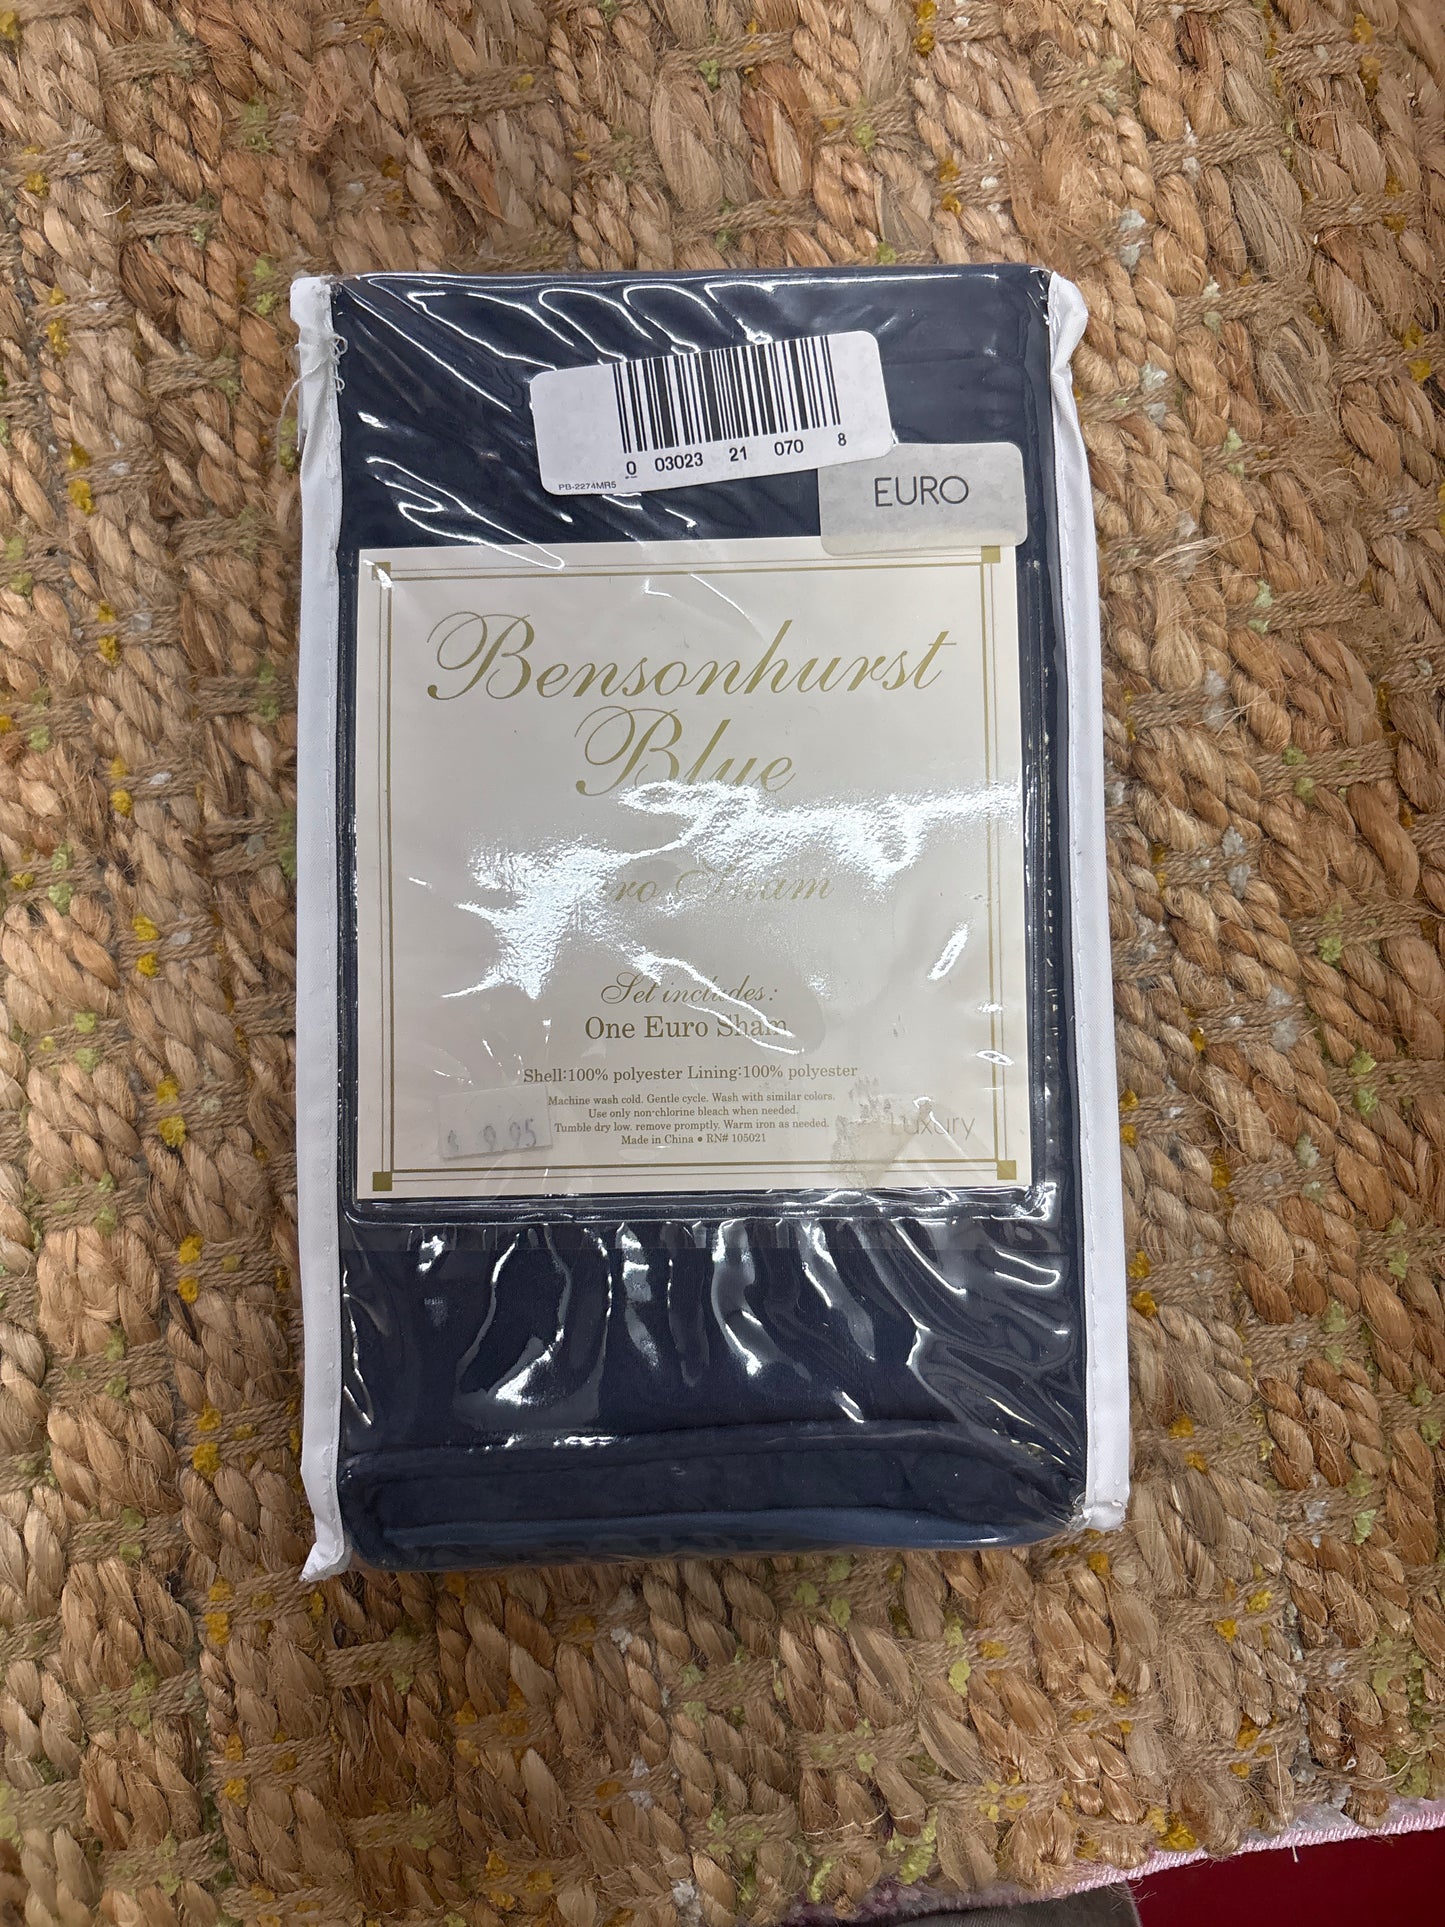 0 03023 21 070 8
PB-2274MR5
EURO
Bensonhurst
Blue
Sham
Set includes:
One Euro Sham
Shell:100% polyester Lining:100% polyester
Machine wash cold. Gentle cycle. Wash with similar colors.
Use only non-chlorine bleach when needed.
Tumble dry low. remove promptly. Warm iron as needed.
Made in China ● RN# 105021
$ 9.95
Luxury